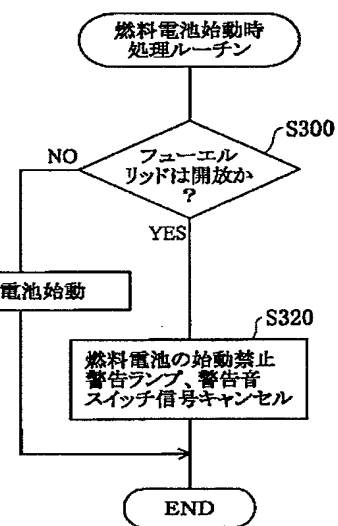 燃料電池始動時
処理ルーチン
S300
NO
フューエル
リッドは開放か
?
YES
電池始動
S320
燃料電池の始動禁止
警告ランプ、警告音
スイッチ信号キャンセル
END